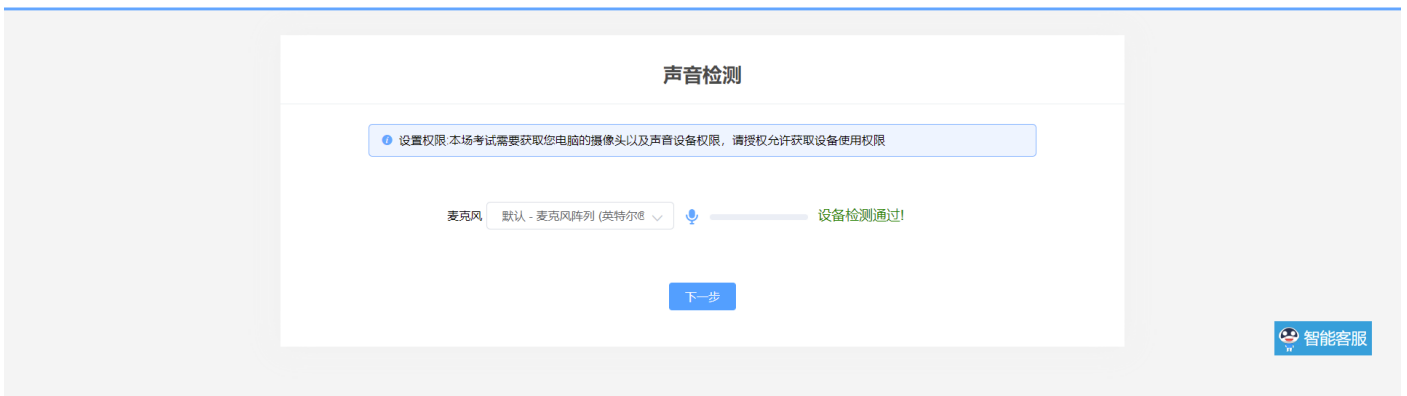 声音检测
设置权限:本场考试需要获取您电脑的摄像头以及声音设备权限，请授权允许获取设备使用权限
麦克风 默认 - 麦克风阵列 (英特尔® 设备检测通过!
下一步
智能客服